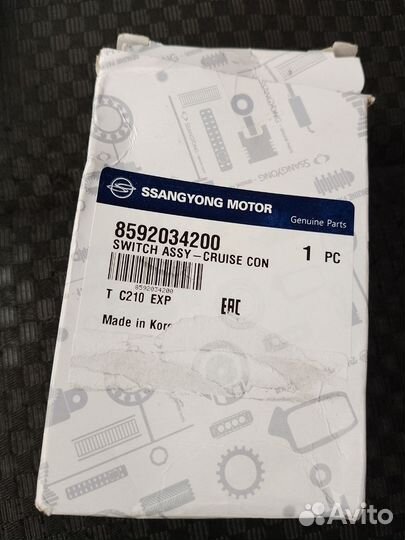 SSANGYONG MOTOR
Genuine Parts
8592034200
1 PC
SWITCH ASSY-CRUISE CON
8592034200
T C210 EXP
EAC
Made in Kor
Avito